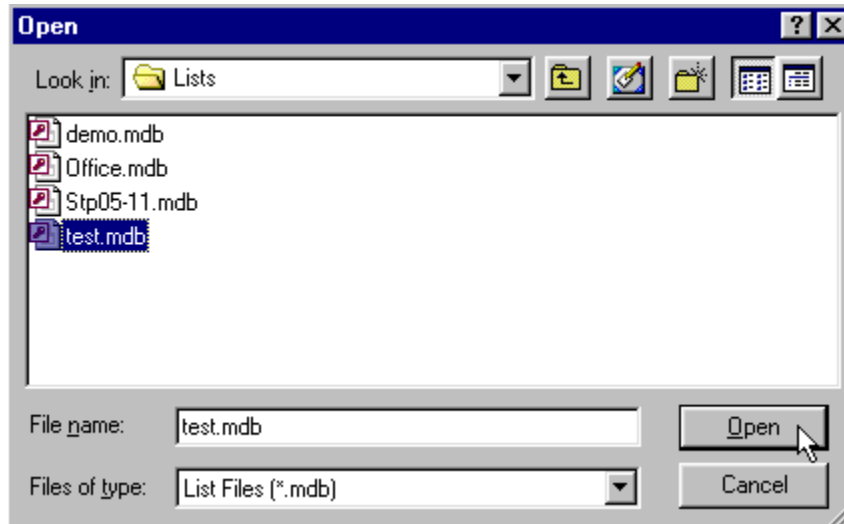 Open
Look in: Lists
demo.mdb
Office.mdb
Stp05-11.mdb
test.mdb
File name: test.mdb Open
Files of type: List Files (*.mdb) Cancel